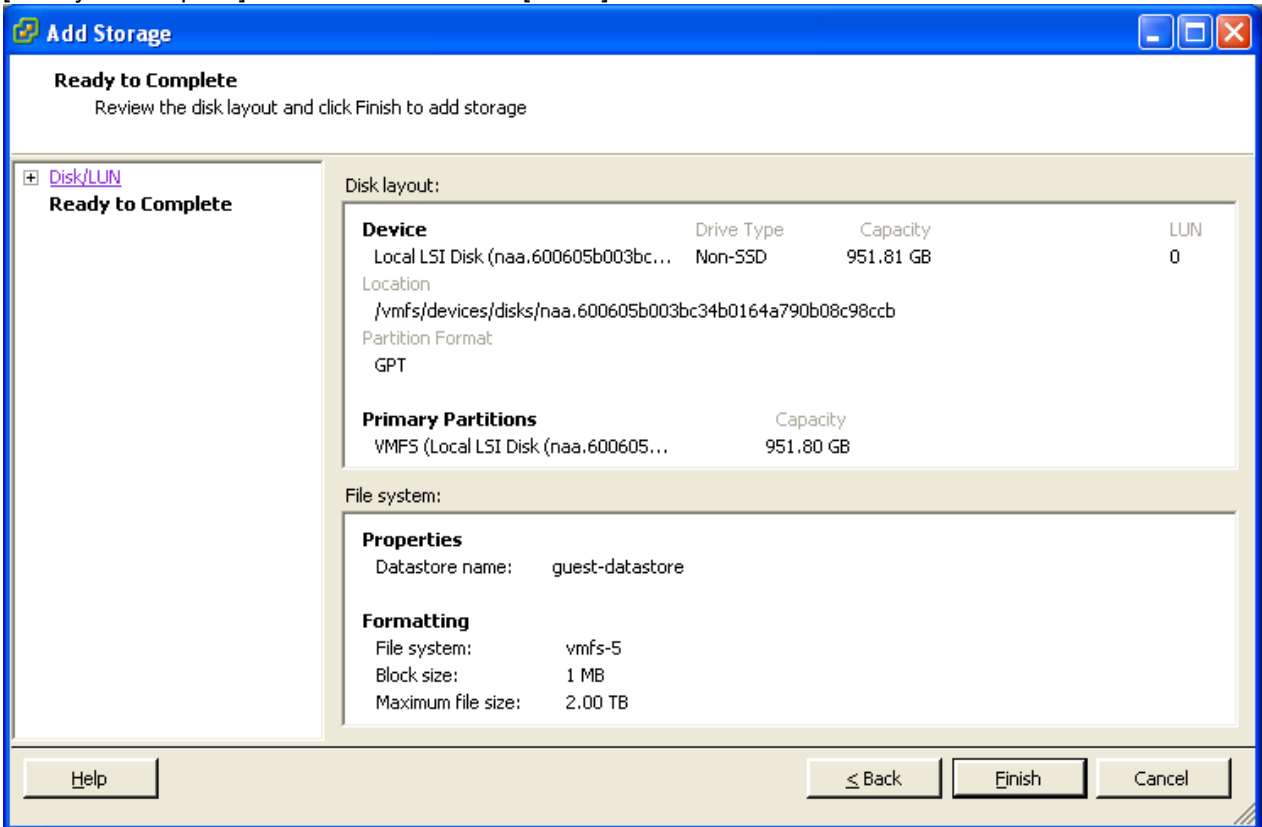 Add Storage
Ready to Complete
Review the disk layout and click Finish to add storage
Disk/LUN
Ready to Complete
Disk layout:
Device Drive Type Capacity LUN
Local LSI Disk (naa.600605b003bc... Non-SSD 951.81 GB 0
Location
/vmfs/devices/disks/naa.600605b003bc34b0164a790b08c98ccb
Partition Format
GPT
Primary Partitions Capacity
VMFS (Local LSI Disk (naa.600605... 951.80 GB
File system:
Properties
Datastore name: guest-datastore
Formatting
File system: vmfs-5
Block size: 1 MB
Maximum file size: 2.00 TB
Help ≤ Back Finish Cancel